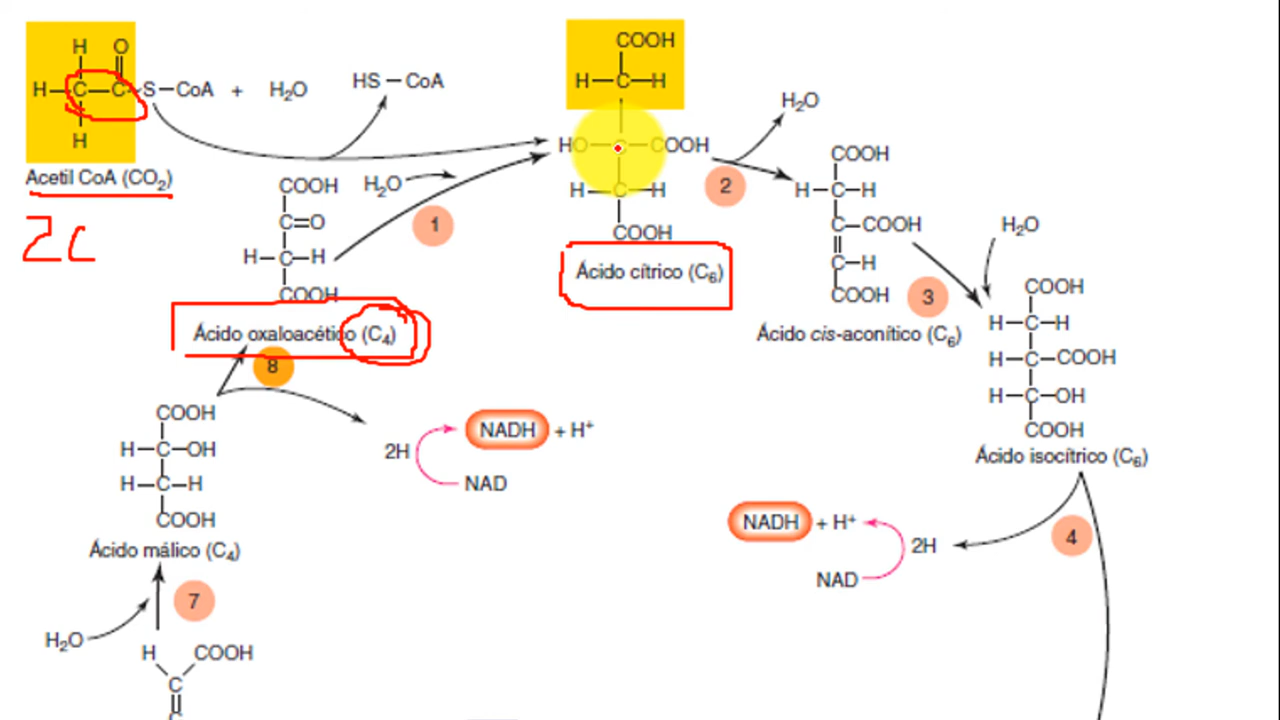 H O
H—C—C—S—CoA + H₂O
H
HS—CoA
Acetil CoA (CO₂)
2C
COOH
C=O
H—C—H
COOH
Ácido oxaloacético (C₄)
H₂O
1
COOH
H—C—H
HO—C—COOH
H—C—H
COOH
Ácido cítrico (C₆)
H₂O
2
COOH
H—C—H
C—COOH
C—H
COOH
Ácido cis-aconítico (C₆)
H₂O
3
COOH
H—C—H
H—C—COOH
H—C—OH
COOH
Ácido isocítrico (C₆)
4
2H
NADH + H⁺
NAD
8
2H
NADH + H⁺
NAD
COOH
H—C—OH
H—C—H
COOH
Ácido málico (C₄)
7
H₂O
H COOH
C
C